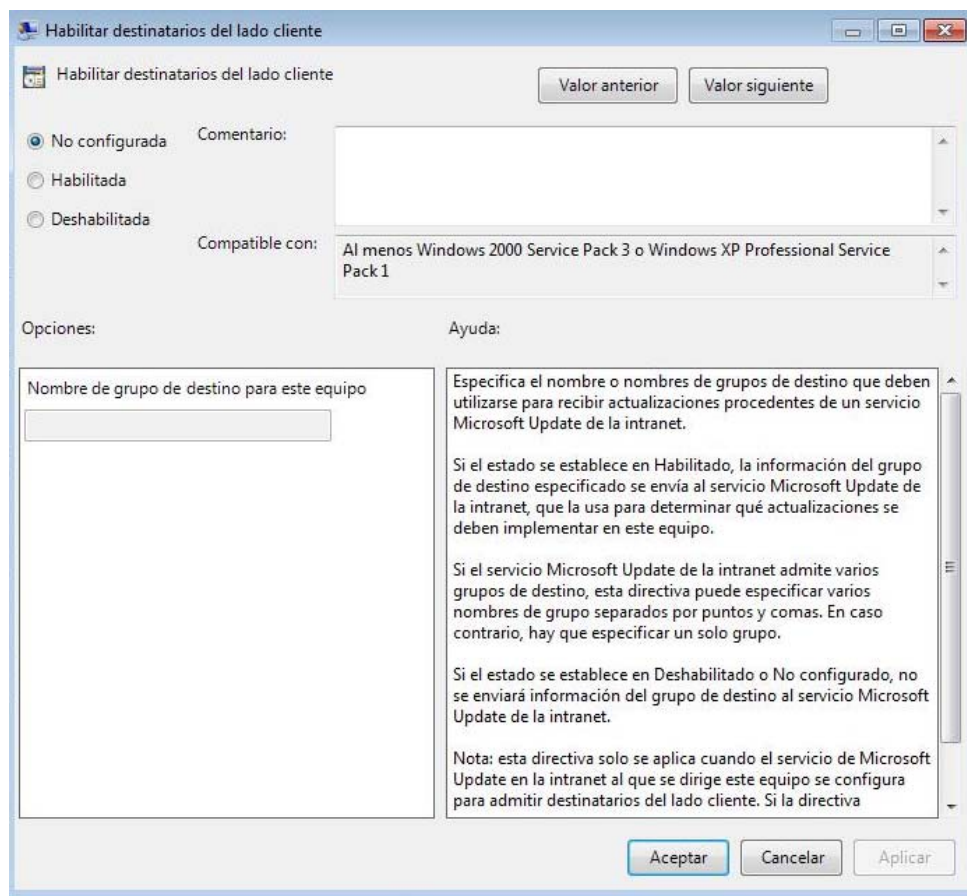 Habilitar destinatarios del lado cliente
Habilitar destinatarios del lado cliente
Valor anterior
Valor siguiente
No configurada
Habilitada
Deshabilitada
Comentario:
Compatible con:
Al menos Windows 2000 Service Pack 3 o Windows XP Professional Service
Pack 1
Opciones:
Ayuda:
Nombre de grupo de destino para este equipo
Especifica el nombre o nombres de grupos de destino que deben
utilizarse para recibir actualizaciones procedentes de un servicio
Microsoft Update de la intranet.
Si el estado se establece en Habilitado, la información del grupo
de destino especificado se envía al servicio Microsoft Update de
la intranet, que la usa para determinar qué actualizaciones se
deben implementar en este equipo.
Si el servicio Microsoft Update de la intranet admite varios
grupos de destino, esta directiva puede especificar varios
nombres de grupo separados por puntos y comas. En caso
contrario, hay que especificar un solo grupo.
Si el estado se establece en Deshabilitado o No configurado, no
se enviará información del grupo de destino al servicio Microsoft
Update de la intranet.
Nota: esta directiva solo se aplica cuando el servicio de Microsoft
Update en la intranet al que se dirige este equipo se configura
para admitir destinatarios del lado cliente. Si la directiva
Aceptar
Cancelar
Aplicar